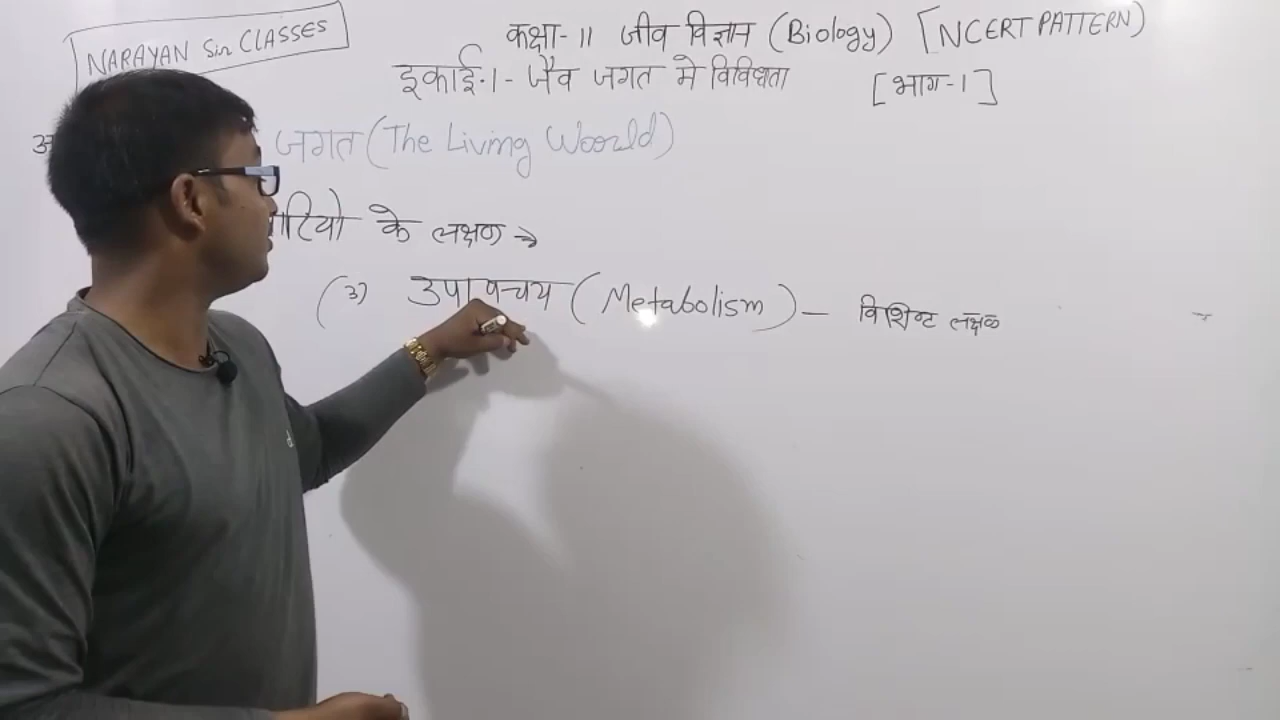 NARAYAN Sir CLASSES
कक्षा-11 जीव विज्ञान (Biology) [NCERT PATTERN)
इकाई-1- जैव जगत मे विविधता [भाग-1]
जगत (The Living World)
के लक्षण →
(3) उपापचय (Metabolism) - विशिष्ट लक्षण